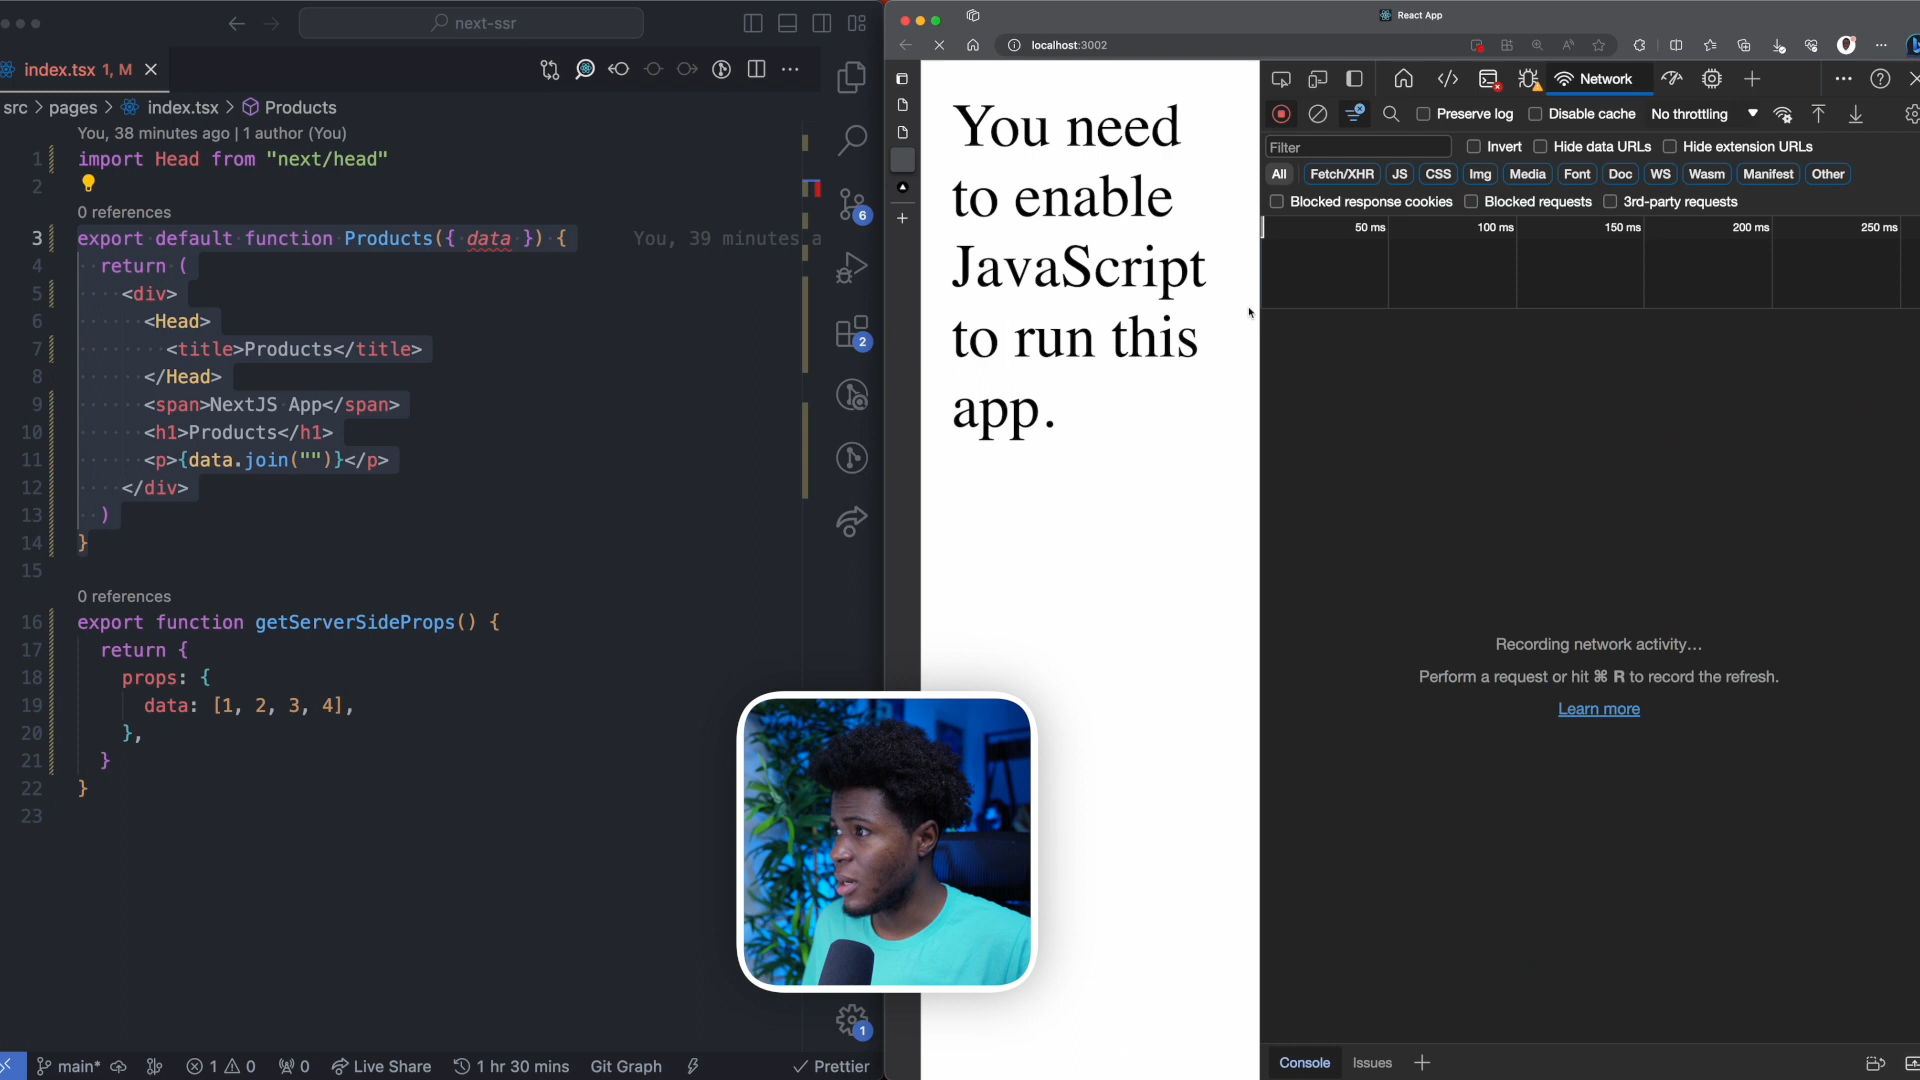 next-ssr
index.tsx 1, M
src > pages > index.tsx > Products
You, 38 minutes ago | 1 author (You)
1 import Head from "next/head"
2
0 references
3 export·default·function·Products({·data·})·{ You, 39 minutes a
4 return·(
5 <div>
6 <Head>
7 <title>Products</title>
8 </Head>
9 <span>NextJS·App</span>
10 <h1>Products</h1>
11 <p>{data.join("")}</p>
12 </div>
13 )
14 }
15
0 references
16 export function getServerSideProps() {
17 return {
18 props: {
19 data: [1, 2, 3, 4],
20 },
21 }
22 }
23
6
2
1
main* 1 0 0 Live Share 1 hr 30 mins Git Graph Prettier
React App
localhost:3002
You need
to enable
JavaScript
to run this
app.
Network
Preserve log Disable cache No throttling
Filter Invert Hide data URLs Hide extension URLs
All Fetch/XHR JS CSS Img Media Font Doc WS Wasm Manifest Other
Blocked response cookies Blocked requests 3rd-party requests
50 ms 100 ms 150 ms 200 ms 250 ms
Recording network activity…
Perform a request or hit ⌘ R to record the refresh.
Learn more
Console Issues